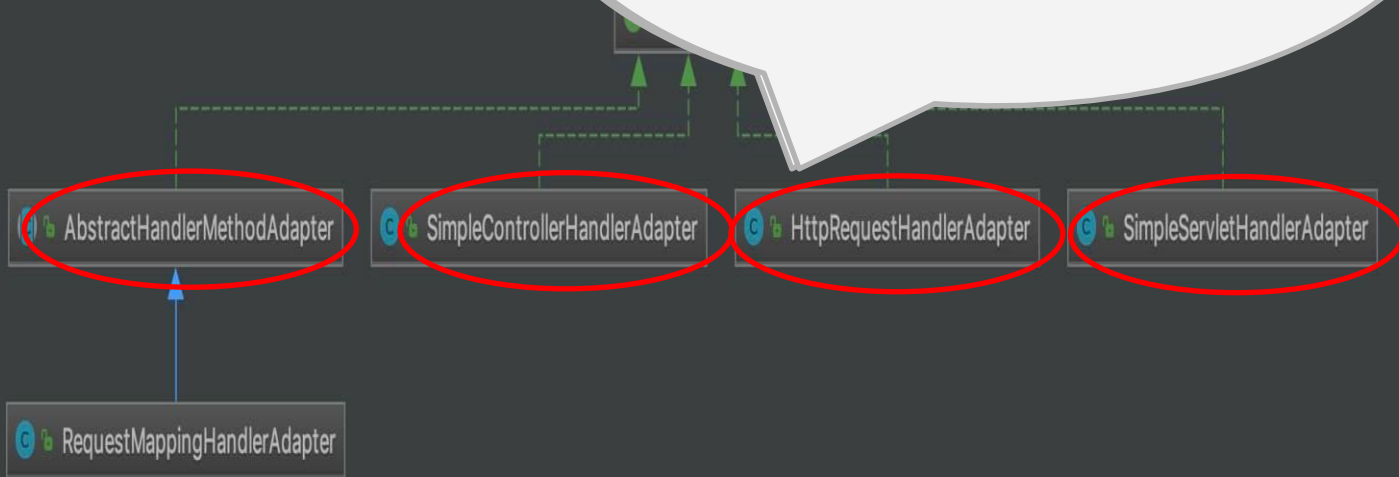 AbstractHandlerMethodAdapter
SimpleControllerHandlerAdapter
HttpRequestHandlerAdapter
SimpleServletHandlerAdapter
RequestMappingHandlerAdapter